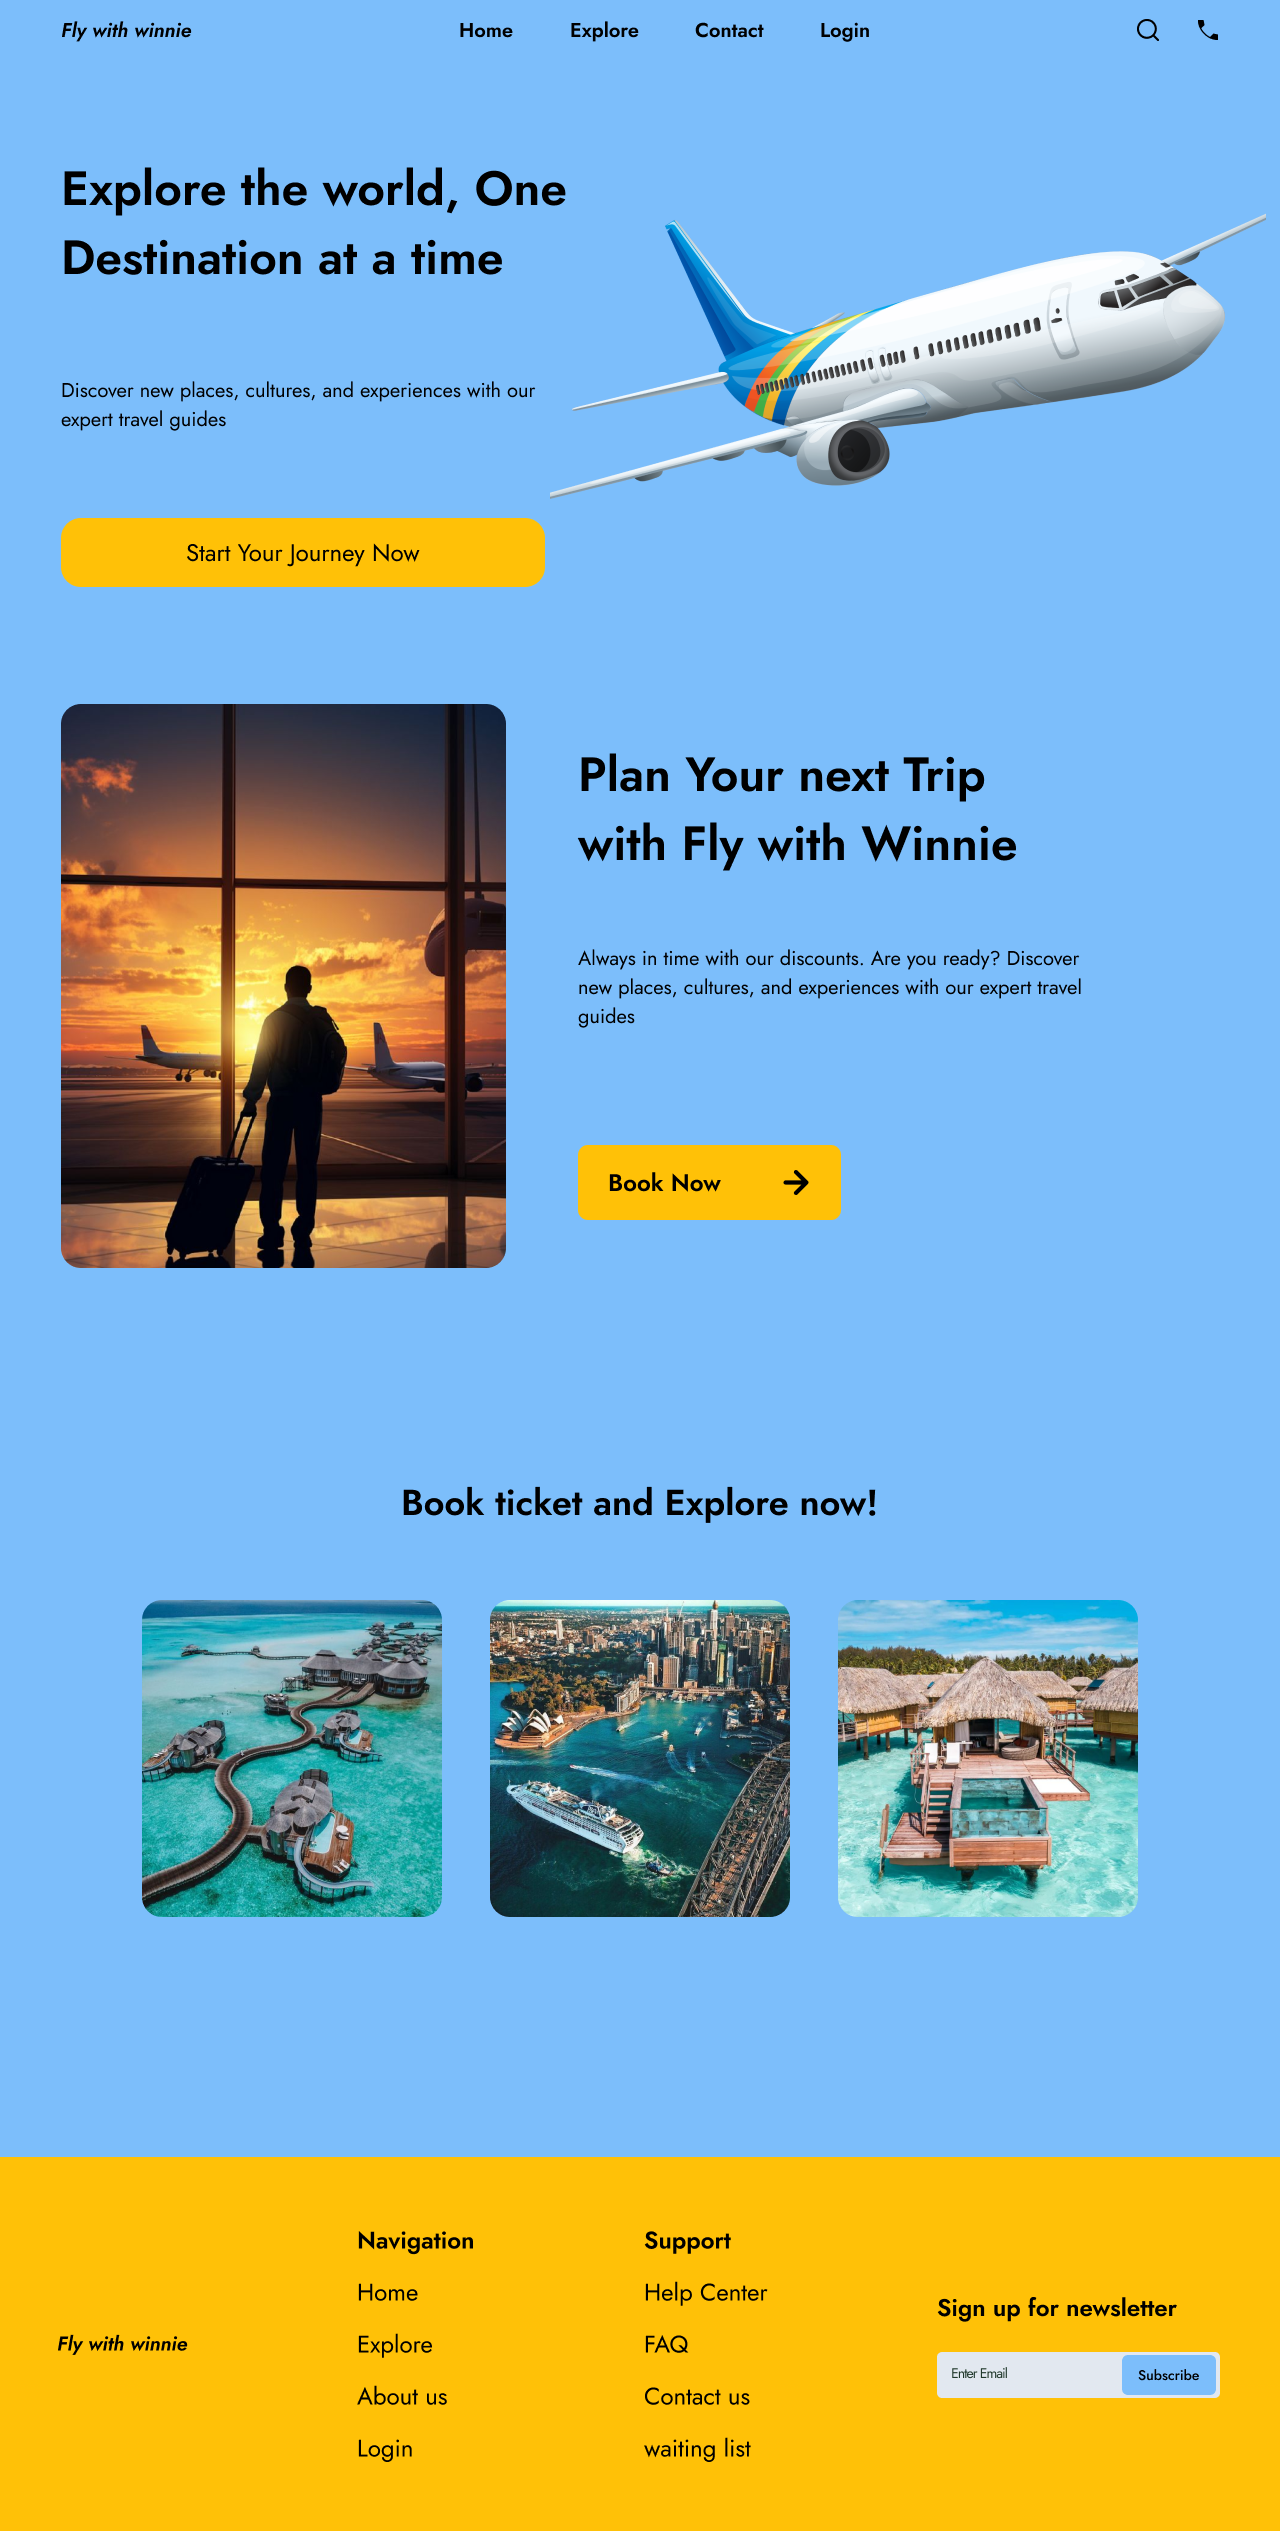 Fly with winnie
Home
Explore
Contact
Login
Explore the world, One
Destination at a time
Discover new places, cultures, and experiences with our
expert travel guides
Start Your Journey Now
Plan Your next Trip
with Fly with Winnie
Always in time with our discounts. Are you ready? Discover
new places, cultures, and experiences with our expert travel
guides
Book Now
Book ticket and Explore now!
Fly with winnie
Navigation
Home
Explore
About us
Login
Support
Help Center
FAQ
Contact us
waiting list
Sign up for newsletter
Enter Email
Subscribe